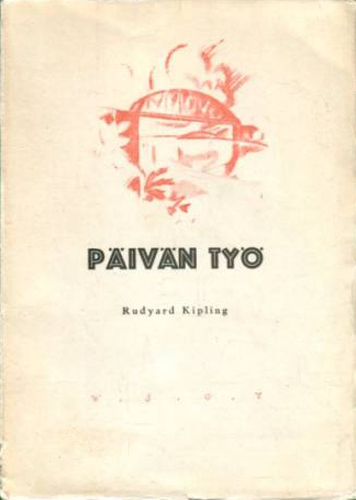 PÄIVÄN TYÖ
Rudyard Kipling
W . S . O . Y